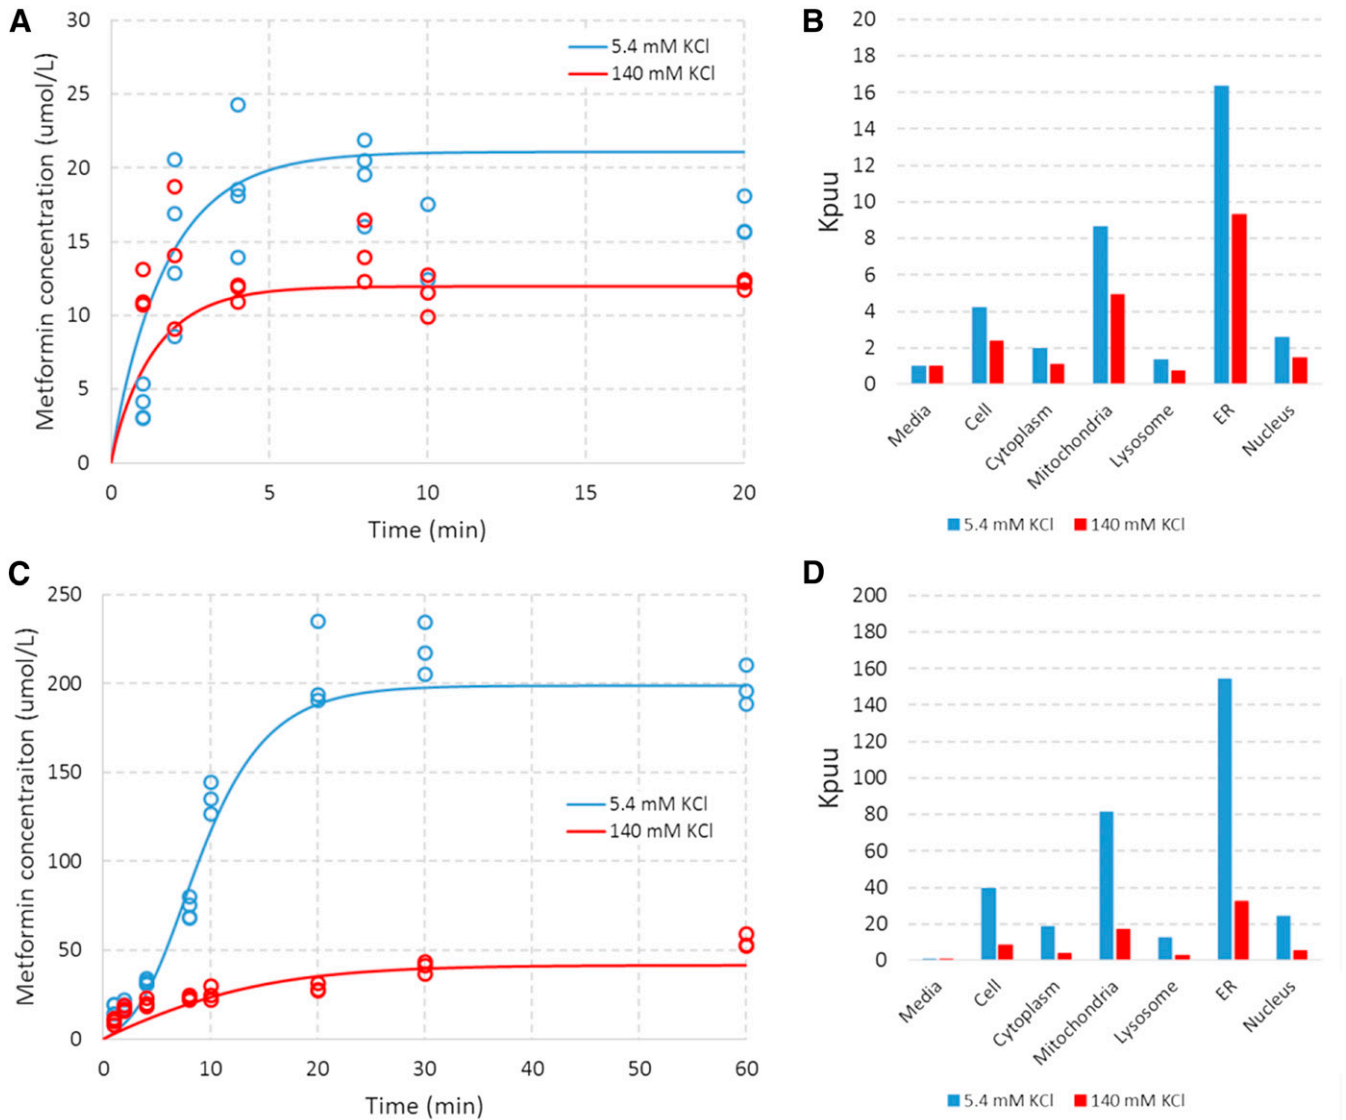 A
Metformin concentration (umol/L)
30
25
20
15
10
5
0
5.4 mM KCl
140 mM KCl
0 5 10 15 20
Time (min)
B
Kpuu
20
18
16
14
12
10
8
6
4
2
0
Media Cell Cytoplasm Mitochondria Lysosome ER Nucleus
5.4 mM KCl 140 mM KCl
C
Metformin concentraiton (umol/L)
250
200
150
100
50
0
5.4 mM KCl
140 mM KCl
0 10 20 30 40 50 60
Time (min)
D
Kpuu
200
180
160
140
120
100
80
60
40
20
0
Media Cell Cytoplasm Mitochondria Lysosome ER Nucleus
5.4 mM KCl 140 mM KCl